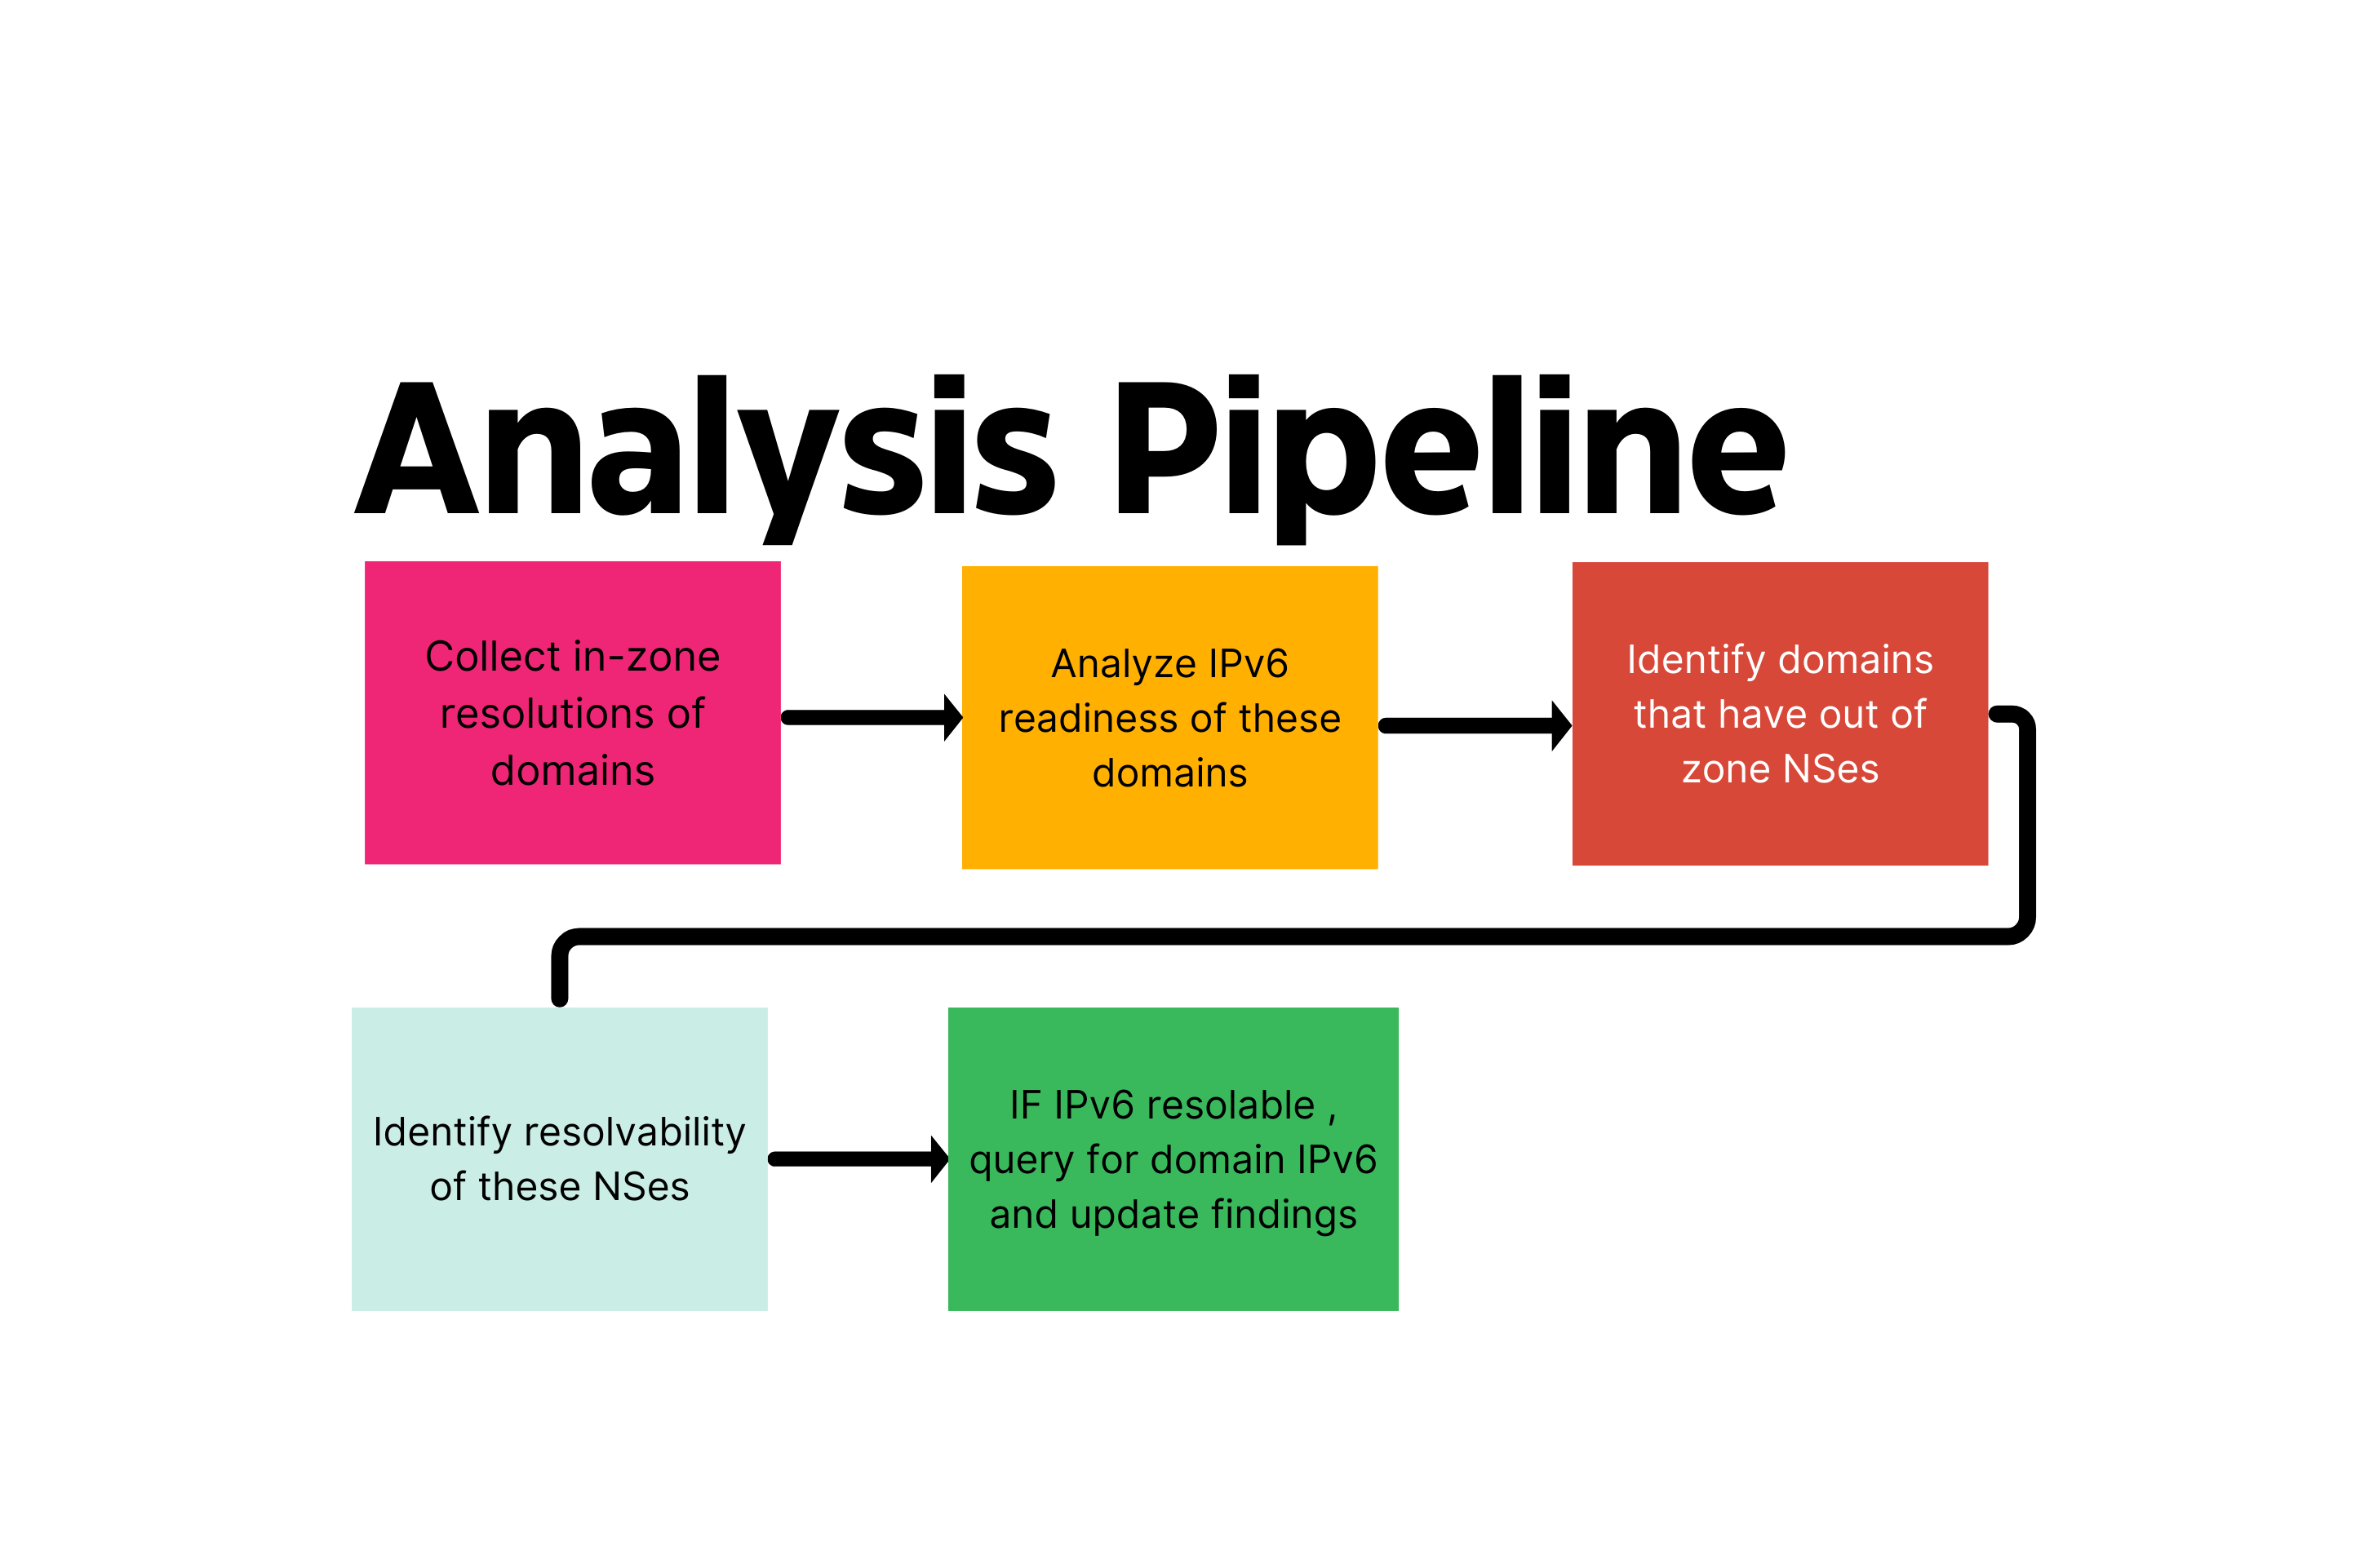 Analysis Pipeline
Collect in-zone
resolutions of
domains
Analyze IPv6
readiness of these
domains
Identify domains
that have out of
zone NSes
Identify resolvability
of these NSes
IF IPv6 resolable ,
query for domain IPv6
and update findings